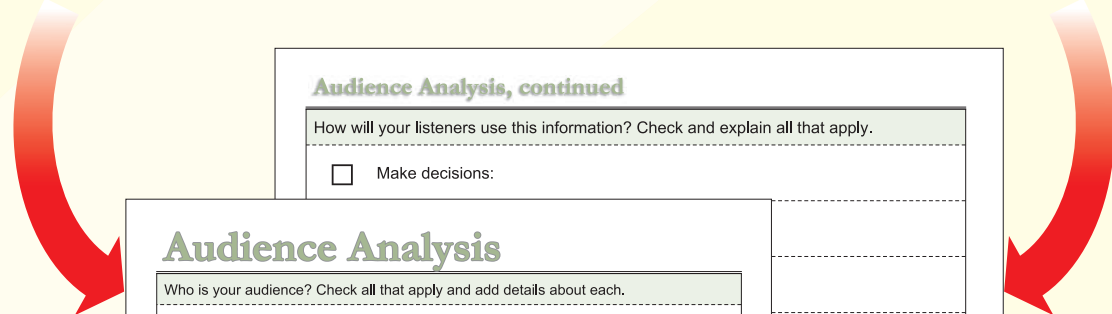 Audience Analysis, continued
How will your listeners use this information? Check and explain all that apply.
Make decisions:
Audience Analysis
Who is your audience? Check all that apply and add details about each.